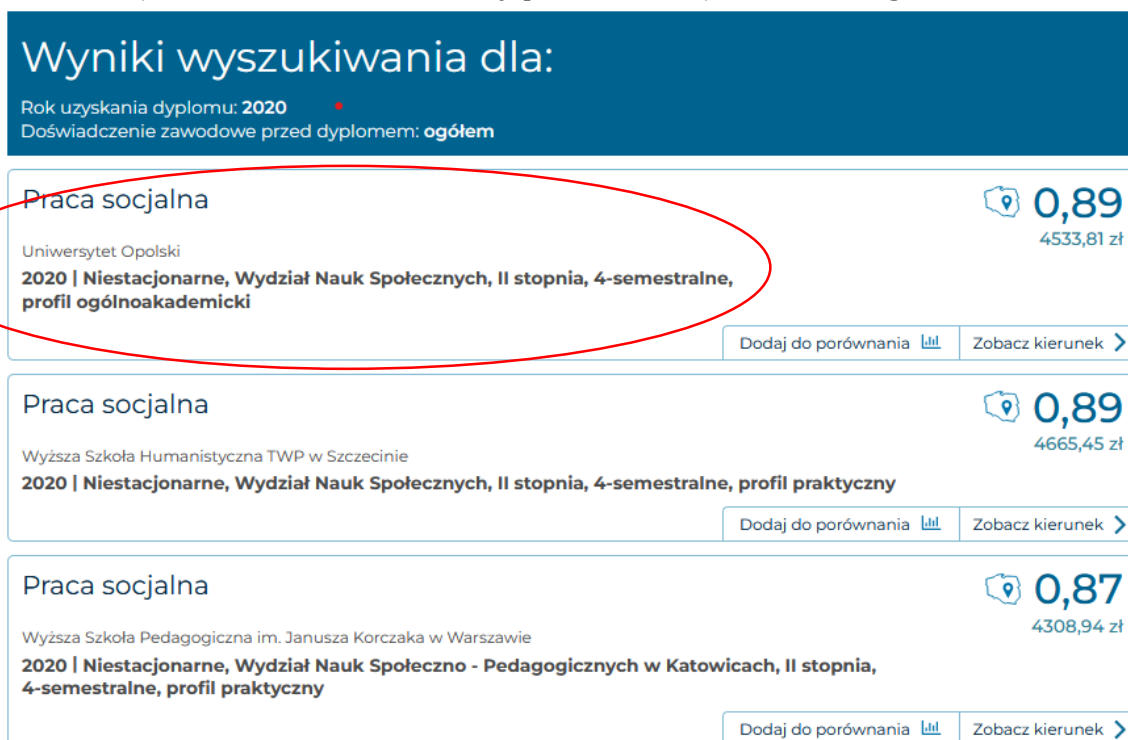 Wyniki wyszukiwania dla:
Rok uzyskania dyplomu: 2020
Doświadczenie zawodowe przed dyplomem: ogółem
Praca socjalna
0,89
4533,81 zł
Uniwersytet Opolski
2020 | Niestacjonarne, Wydział Nauk Społecznych, II stopnia, 4-semestralne,
profil ogólnoakademicki
Dodaj do porównania
Zobacz kierunek
Praca socjalna
0,89
4665,45 zł
Wyższa Szkoła Humanistyczna TWP w Szczecinie
2020 | Niestacjonarne, Wydział Nauk Społecznych, II stopnia, 4-semestralne, profil praktyczny
Dodaj do porównania
Zobacz kierunek
Praca socjalna
0,87
4308,94 zł
Wyższa Szkoła Pedagogiczna im. Janusza Korczaka w Warszawie
2020 | Niestacjonarne, Wydział Nauk Społeczno - Pedagogicznych w Katowicach, II stopnia,
4-semestralne, profil praktyczny
Dodaj do porównania
Zobacz kierunek